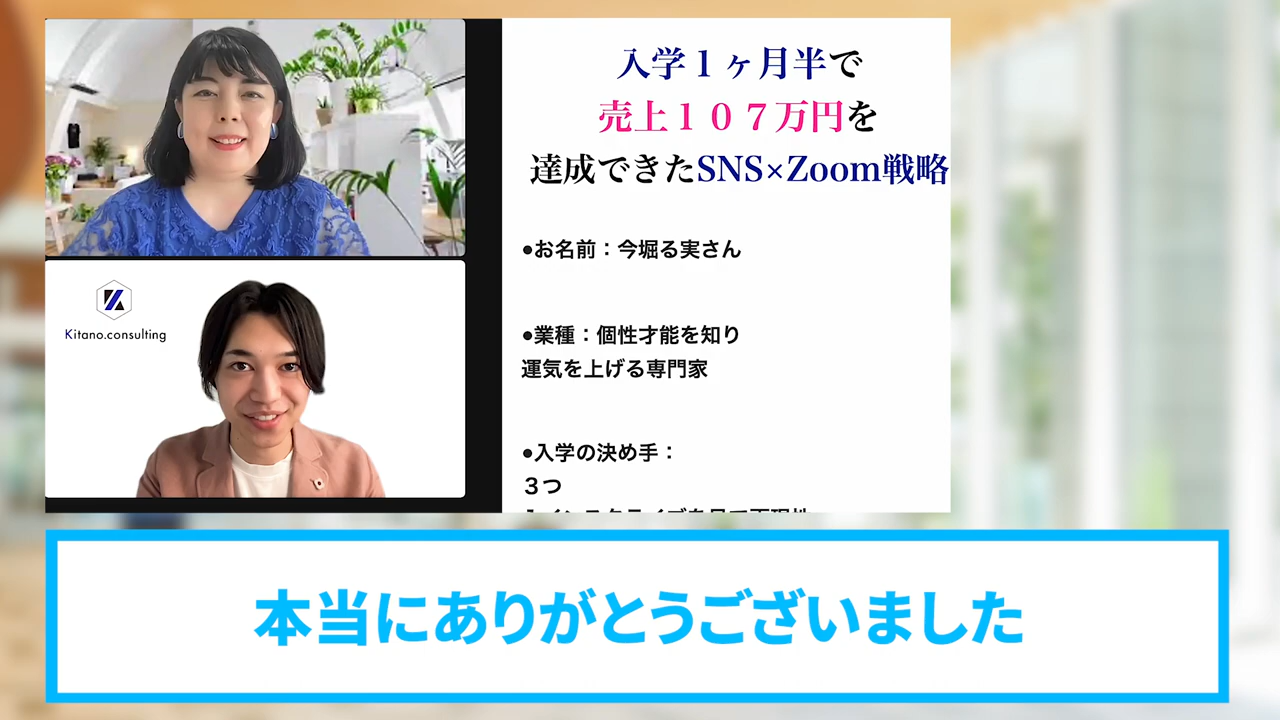 入学１ヶ月半で
売上１０７万円を
達成できたSNS×Zoom戦略
●お名前：今堀る実さん
●業種：個性才能を知り
運気を上げる専門家
●入学の決め手：
３つ
Kitano.consulting
本当にありがとうございました